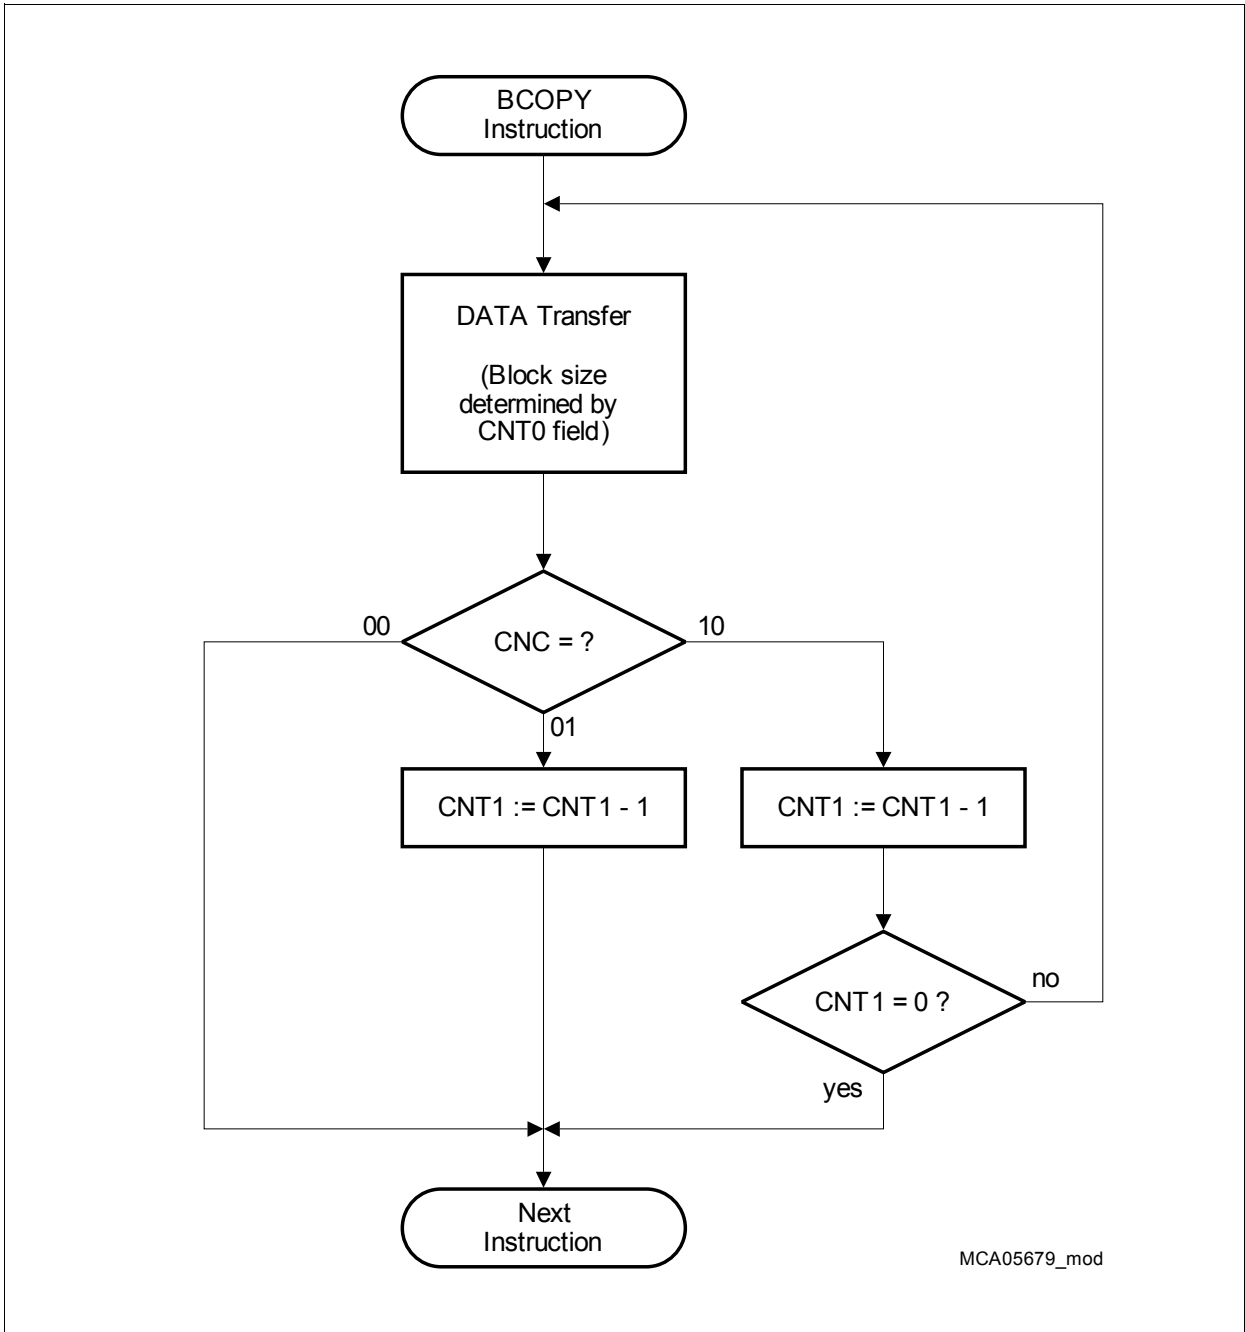 BCOPY
Instruction
DATA Transfer
(Block size
determined by
CNT0 field)
00
CNC = ?
10
01
CNT1 := CNT1 - 1
CNT1 := CNT1 - 1
CNT1 = 0 ?
no
yes
Next
Instruction
MCA05679_mod